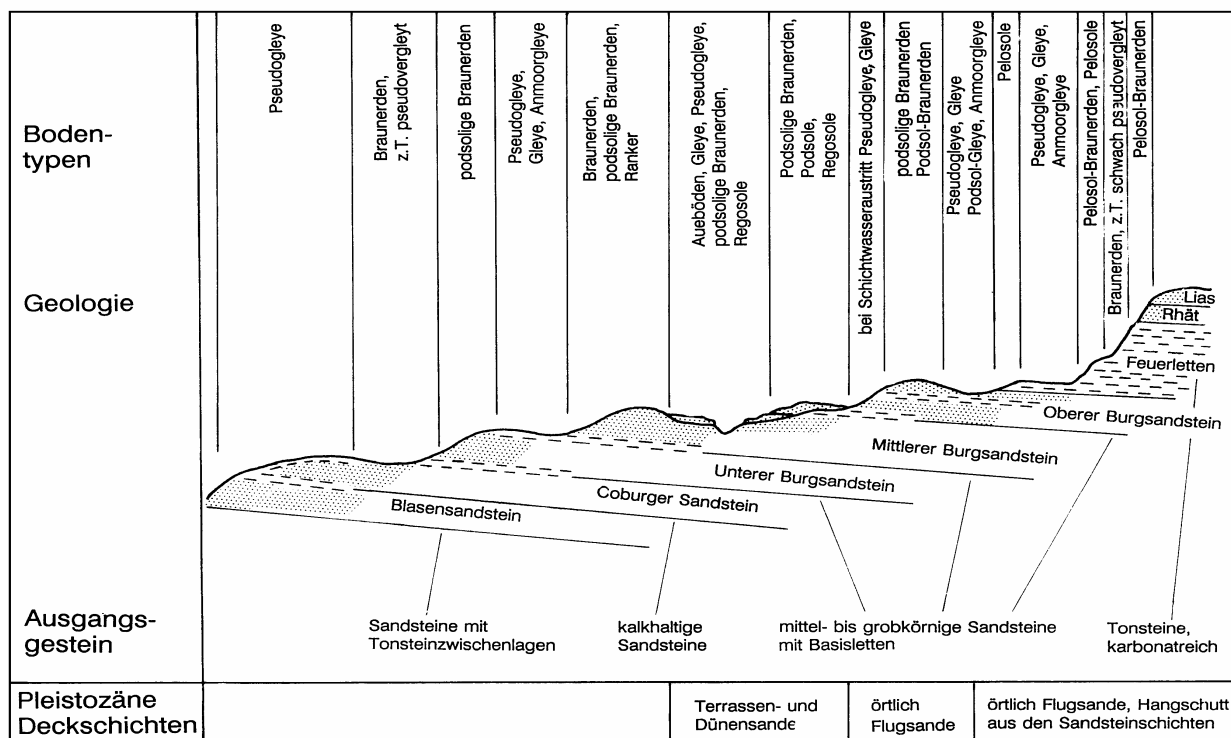 Boden-
typen
Pseudogleye
Braunerden,
z.T. pseudovergleyt
podsolige Braunerden
Pseudogleye,
Gleye, Anmoorgleye
Braunerden,
podsolige Braunerden,
Ranker
Aueböden, Gleye, Pseudogleye,
podsolige Braunerden,
Regosole
Podsolige Braunerden,
Podsole,
Regosole
bei Schichtwasseraustritt Pseudogleye, Gleye
podsolige Braunerden
Podsol-Braunerden
Pseudogleye, Gleye
Podsol-Gleye, Anmoorgleye
Pelosole
Pseudogleye, Gleye,
Anmoorgleye
Pelosol-Braunerden, Pelosole
Braunerden, z.T. schwach pseudovergleyt
Pelosol-Braunerden
Geologie
Lias
Rhät
Feuerletten
Oberer Burgsandstein
Mittlerer Burgsandstein
Unterer Burgsandstein
Coburger Sandstein
Blasensandstein
Ausgangs-
gestein
Sandsteine mit
Tonsteinzwischenlagen
kalkhaltige
Sandsteine
mittel- bis grobkörnige Sandsteine
mit Basisletten
Tonsteine,
karbonatreich
Pleistozäne
Deckschichten
Terrassen- und
Dünensande
örtlich
Flugsande
örtlich Flugsande, Hangschutt
aus den Sandsteinschichten